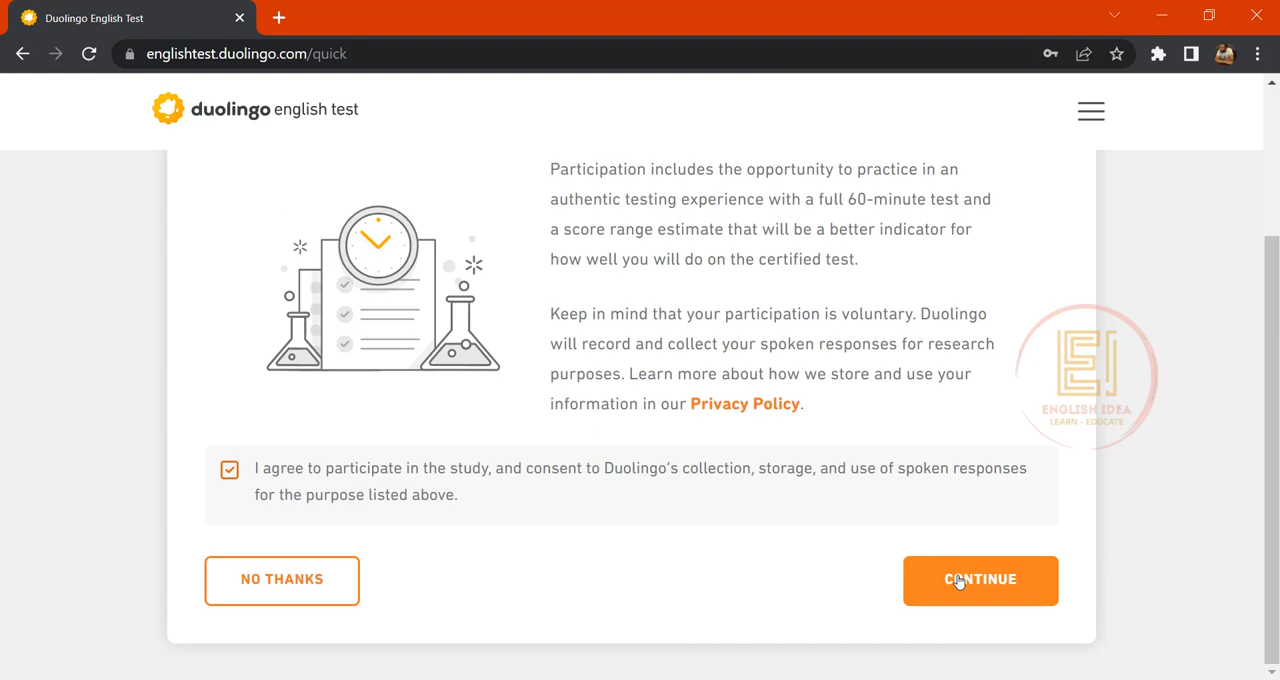 Duolingo English Test
englishtest.duolingo.com/quick
duolingo english test
Participation includes the opportunity to practice in an
authentic testing experience with a full 60-minute test and
a score range estimate that will be a better indicator for
how well you will do on the certified test.
Keep in mind that your participation is voluntary. Duolingo
will record and collect your spoken responses for research
purposes. Learn more about how we store and use your
information in our Privacy Policy.
EI
ENGLISH IDEA
LEARN - EDUCATE
I agree to participate in the study, and consent to Duolingo's collection, storage, and use of spoken responses
for the purpose listed above.
NO THANKS
CONTINUE